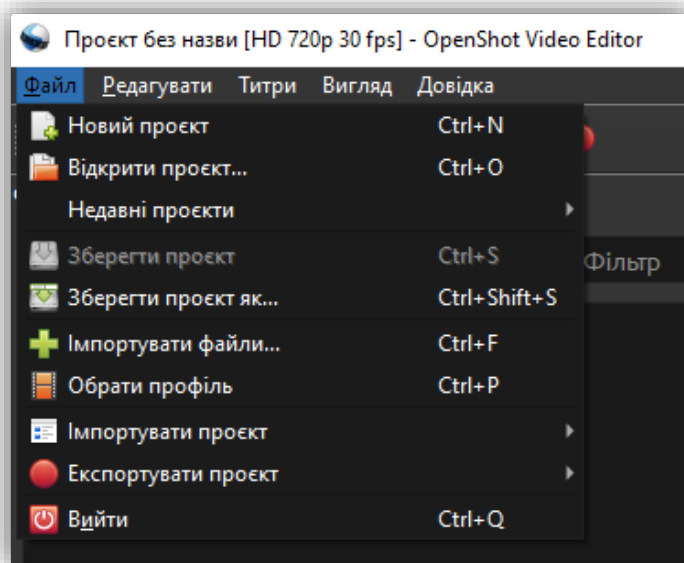 Проєкт без назви [HD 720p 30 fps] - OpenShot Video Editor
Файл Редагувати Титри Вигляд Довідка
Новий проєкт Ctrl+N
Відкрити проєкт... Ctrl+O
Недавні проєкти
Зберегти проєкт Ctrl+S
Фільтр
Зберегти проєкт як... Ctrl+Shift+S
Імпортувати файли... Ctrl+F
Обрати профіль Ctrl+P
Імпортувати проєкт
Експортувати проєкт
Вийти Ctrl+Q